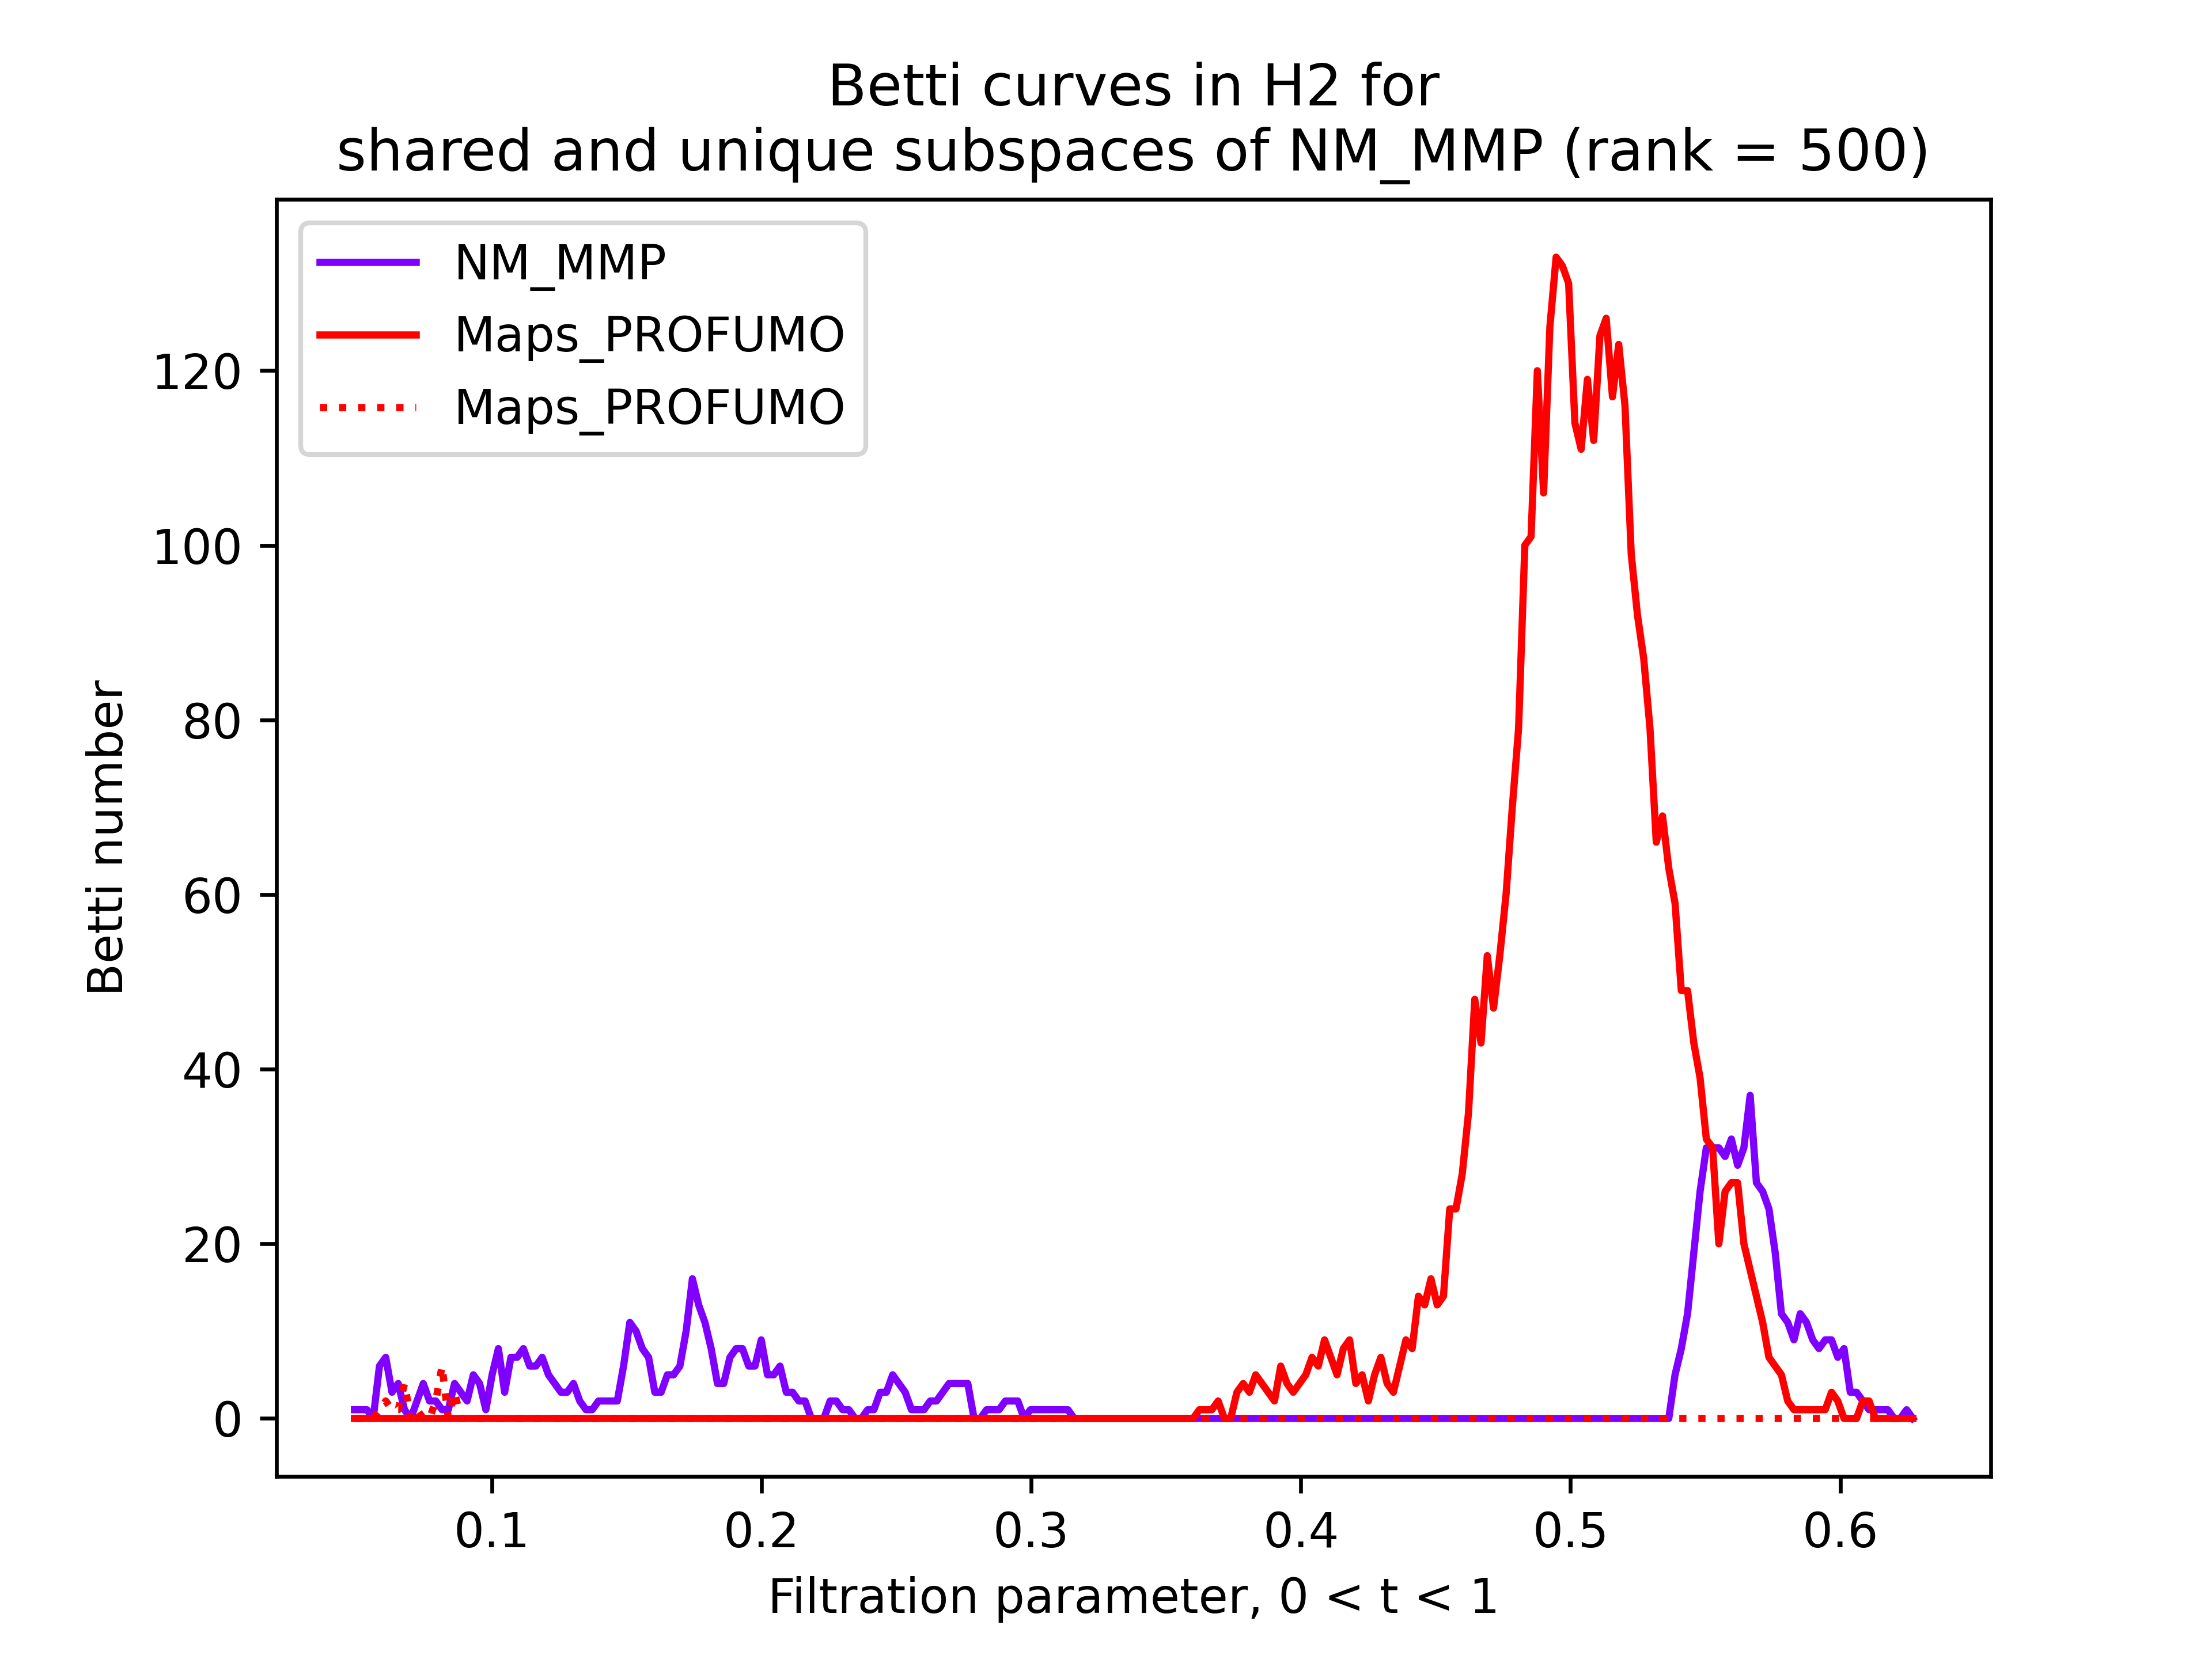 Betti curves in H2 for
shared and unique subspaces of NM_MMP (rank = 500)
NM_MMP
Maps_PROFUMO
Maps_PROFUMO
Betti number
120
100
80
60
40
20
0
0.1 0.2 0.3 0.4 0.5 0.6
Filtration parameter, 0 < t < 1